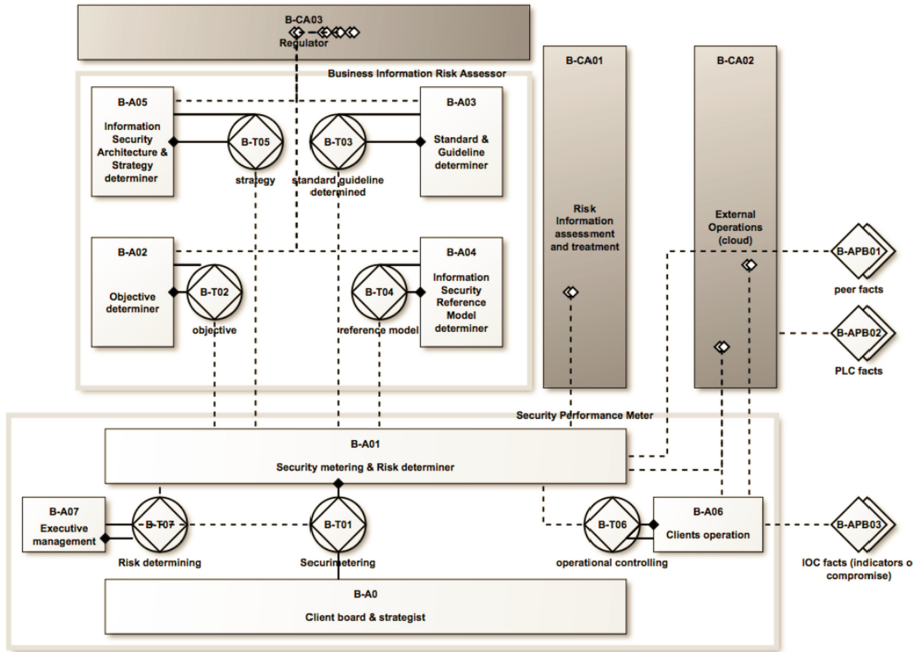 B-CA03
Regulator
Business Information Risk Assessor
B-A05
Information
Security
Architecture &
Strategy
determiner
B-T05
strategy
B-T03
standard guideline
determined
B-A03
Standard &
Guideline
determiner
B-A02
Objective
determiner
B-T02
objective
B-T04
reference model
B-A04
Information
Security
Reference
Model
determiner
B-CA01
Risk
Information
assessment
and treatment
B-CA02
External
Operations
(cloud)
B-APB01
peer facts
B-APB02
PLC facts
Security Performance Meter
B-A01
Security metering & Risk determiner
B-A07
Executive
management
B-T07
Risk determining
B-T01
Securimetering
B-T06
operational controlling
B-A06
Clients operation
B-APB03
IOC facts (indicators o
compromise)
B-A0
Client board & strategist